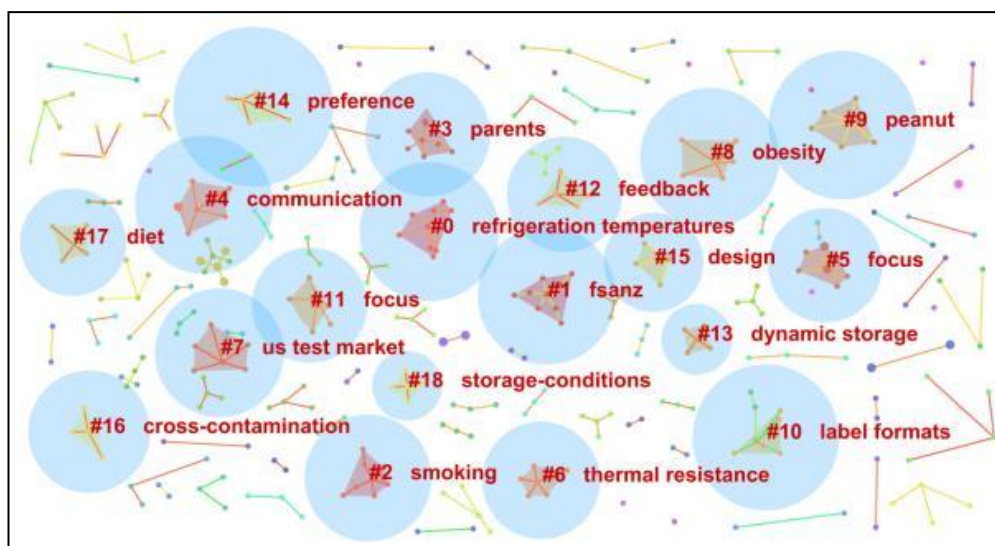 #14 preference
#3 parents
#9 peanut
#8 obesity
#4 communication
#12 feedback
#0 refrigeration temperatures
#17 diet
#15 design
#5 focus
#1 fsanz
#11 focus
#13 dynamic storage
#7 us test market
#18 storage-conditions
#16 cross-contamination
#10 label formats
#2 smoking
#6 thermal resistance